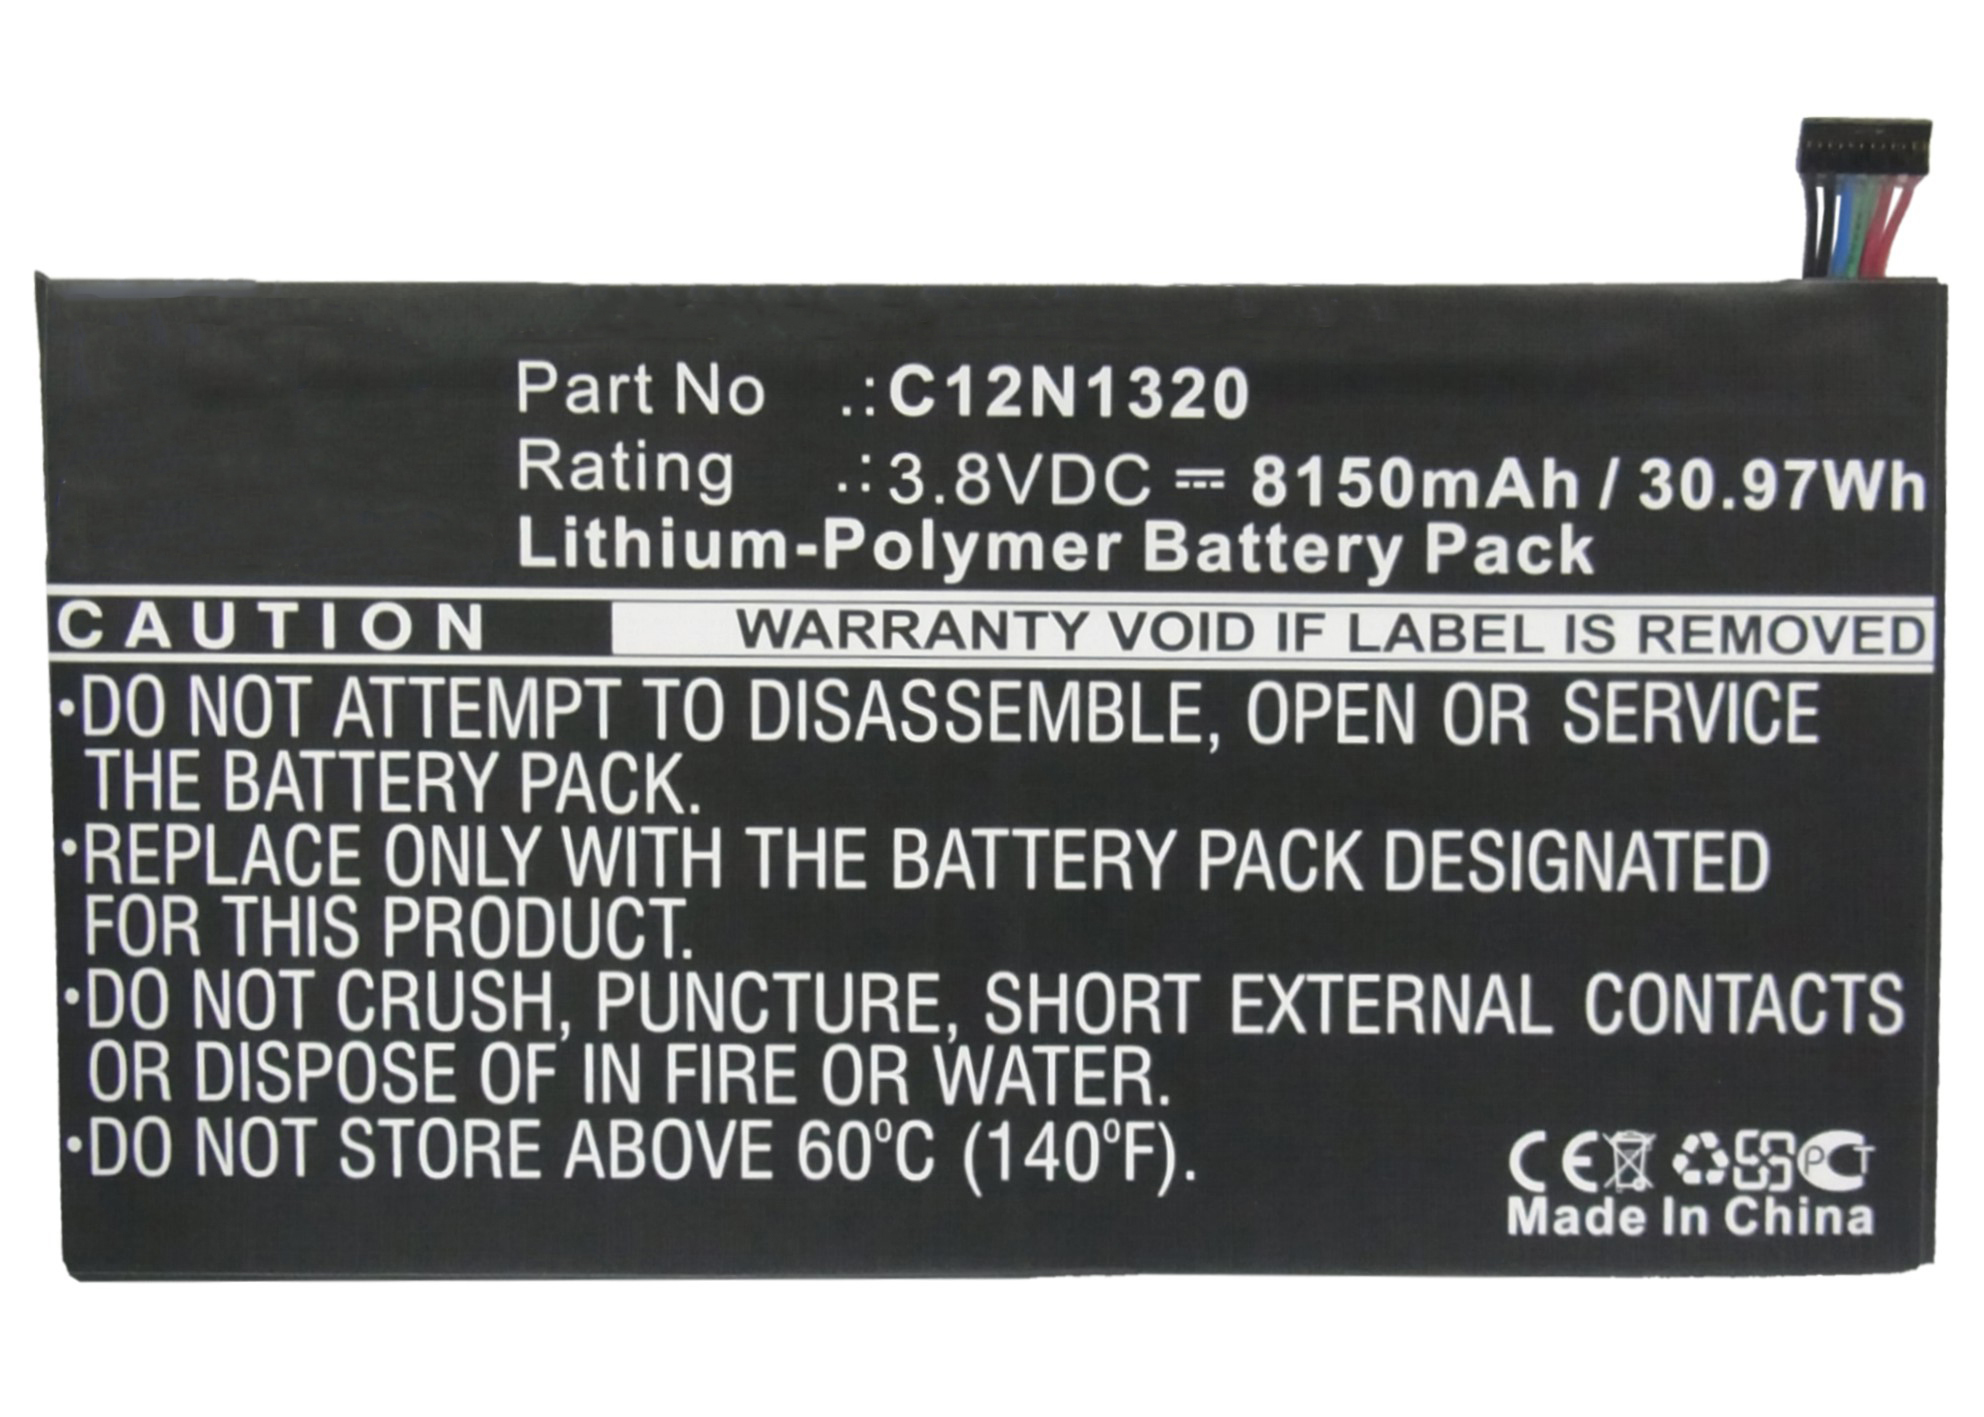 Part No .: C12N1320
Rating .: 3.8VDC ⎓ 8150mAh / 30.97Wh
Lithium-Polymer Battery Pack
CAUTION WARRANTY VOID IF LABEL IS REMOVED
•DO NOT ATTEMPT TO DISASSEMBLE, OPEN OR SERVICE
THE BATTERY PACK.
•REPLACE ONLY WITH THE BATTERY PACK DESIGNATED
FOR THIS PRODUCT.
•DO NOT CRUSH, PUNCTURE, SHORT EXTERNAL CONTACTS
OR DISPOSE OF IN FIRE OR WATER.
•DO NOT STORE ABOVE 60°C (140°F).
CE PCT
Made In China